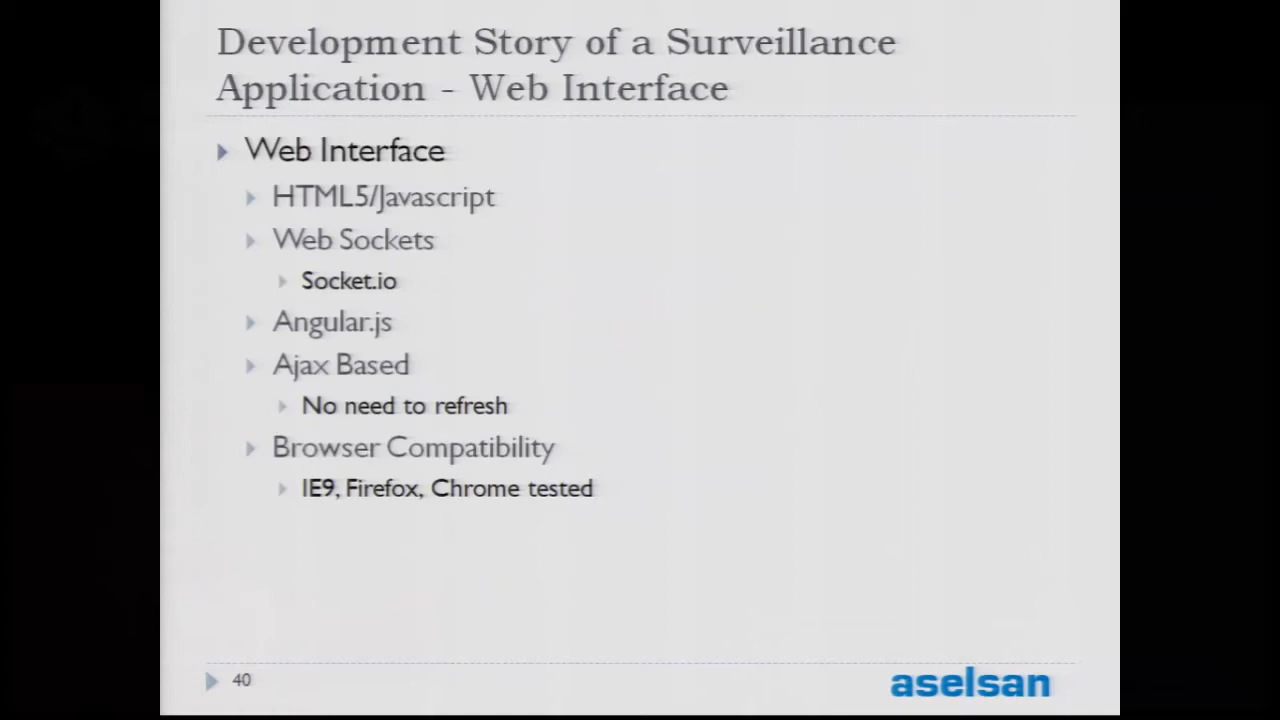 Development Story of a Surveillance
Application - Web Interface
Web Interface
HTML5/Javascript
Web Sockets
Socket.io
Angular.js
Ajax Based
No need to refresh
Browser Compatibility
IE9, Firefox, Chrome tested
40
aselsan